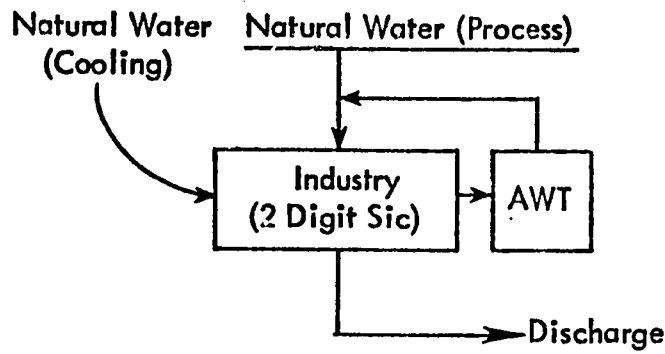 Natural Water
(Cooling)
Natural Water (Process)
Industry
(2 Digit Sic)
AWT
Discharge